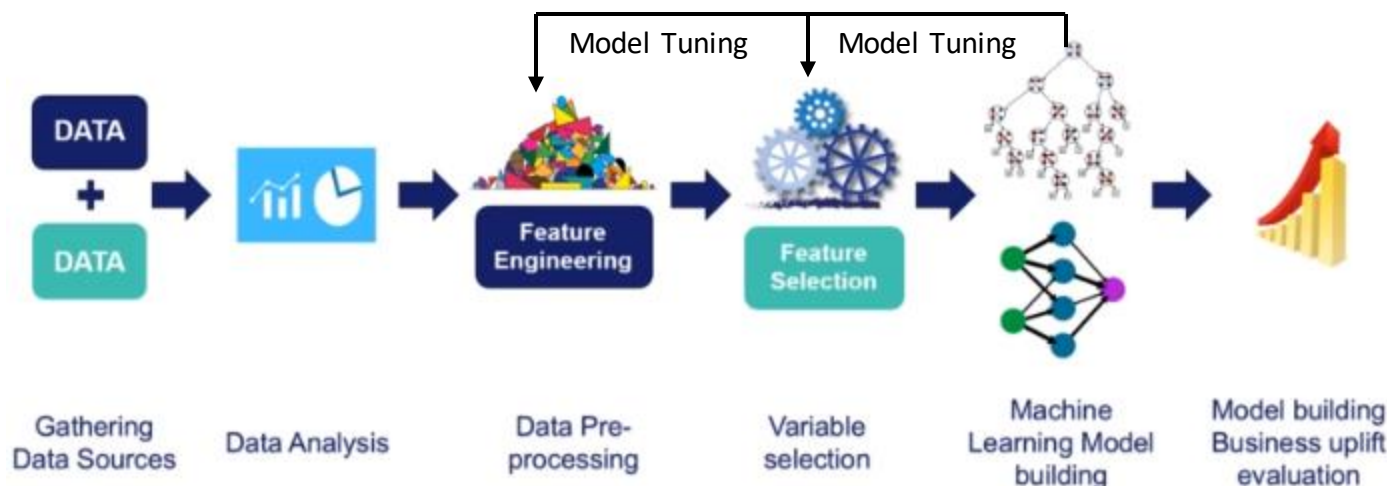 Model Tuning
Model Tuning
DATA
+
DATA
Feature
Engineering
Feature
Selection
Gathering
Data Sources
Data Analysis
Data Pre-
processing
Variable
selection
Machine
Learning Model
building
Model building
Business uplift
evaluation